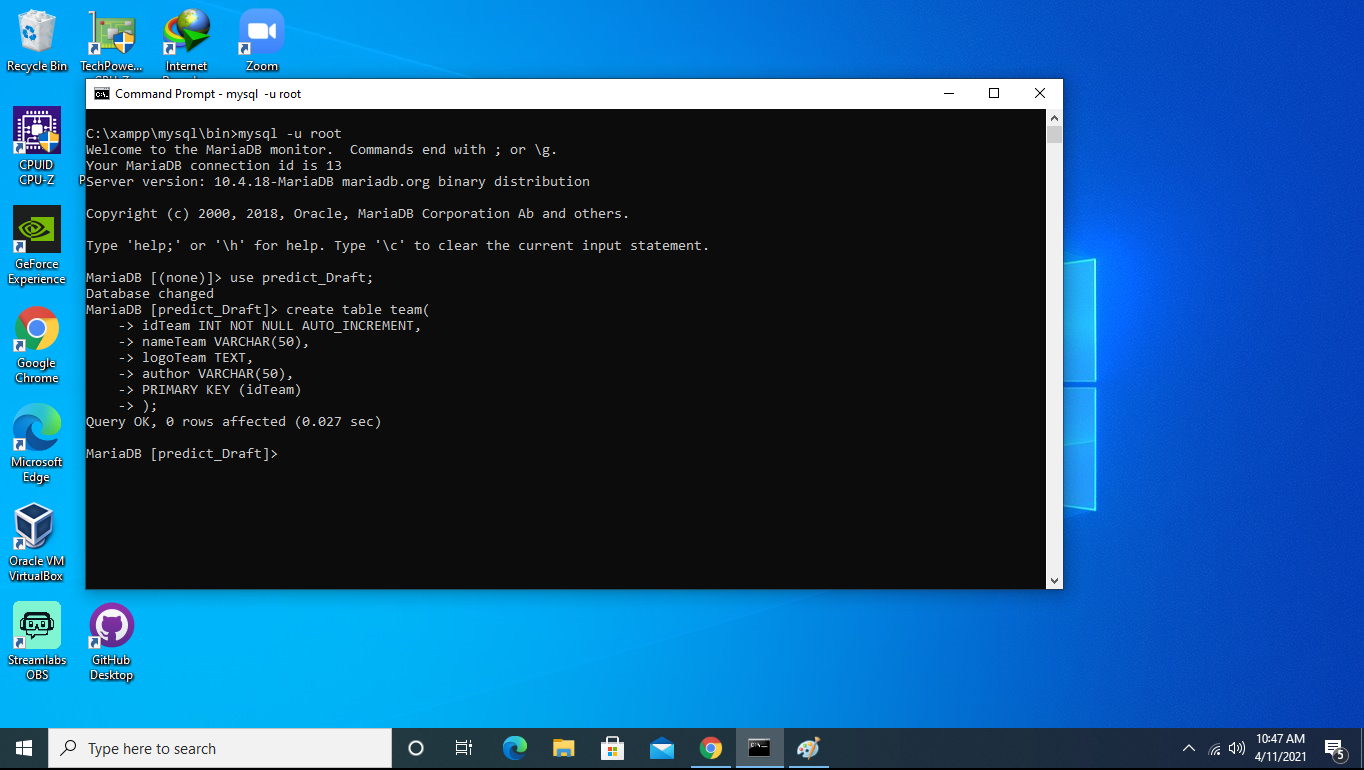 Recycle Bin
TechPowe...
Internet
Zoom
CPUID
CPU-Z
GeForce
Experience
Google
Chrome
Microsoft
Edge
Oracle VM
VirtualBox
Streamlabs
OBS
GitHub
Desktop
Command Prompt - mysql  -u root
C:\xampp\mysql\bin>mysql -u root
Welcome to the MariaDB monitor.  Commands end with ; or \g.
Your MariaDB connection id is 13
Server version: 10.4.18-MariaDB mariadb.org binary distribution
Copyright (c) 2000, 2018, Oracle, MariaDB Corporation Ab and others.
Type 'help;' or '\h' for help. Type '\c' to clear the current input statement.
MariaDB [(none)]> use predict_Draft;
Database changed
MariaDB [predict_Draft]> create table team(
    -> idTeam INT NOT NULL AUTO_INCREMENT,
    -> nameTeam VARCHAR(50),
    -> logoTeam TEXT,
    -> author VARCHAR(50),
    -> PRIMARY KEY (idTeam)
    -> );
Query OK, 0 rows affected (0.027 sec)
MariaDB [predict_Draft]>
Type here to search
10:47 AM
4/11/2021
5